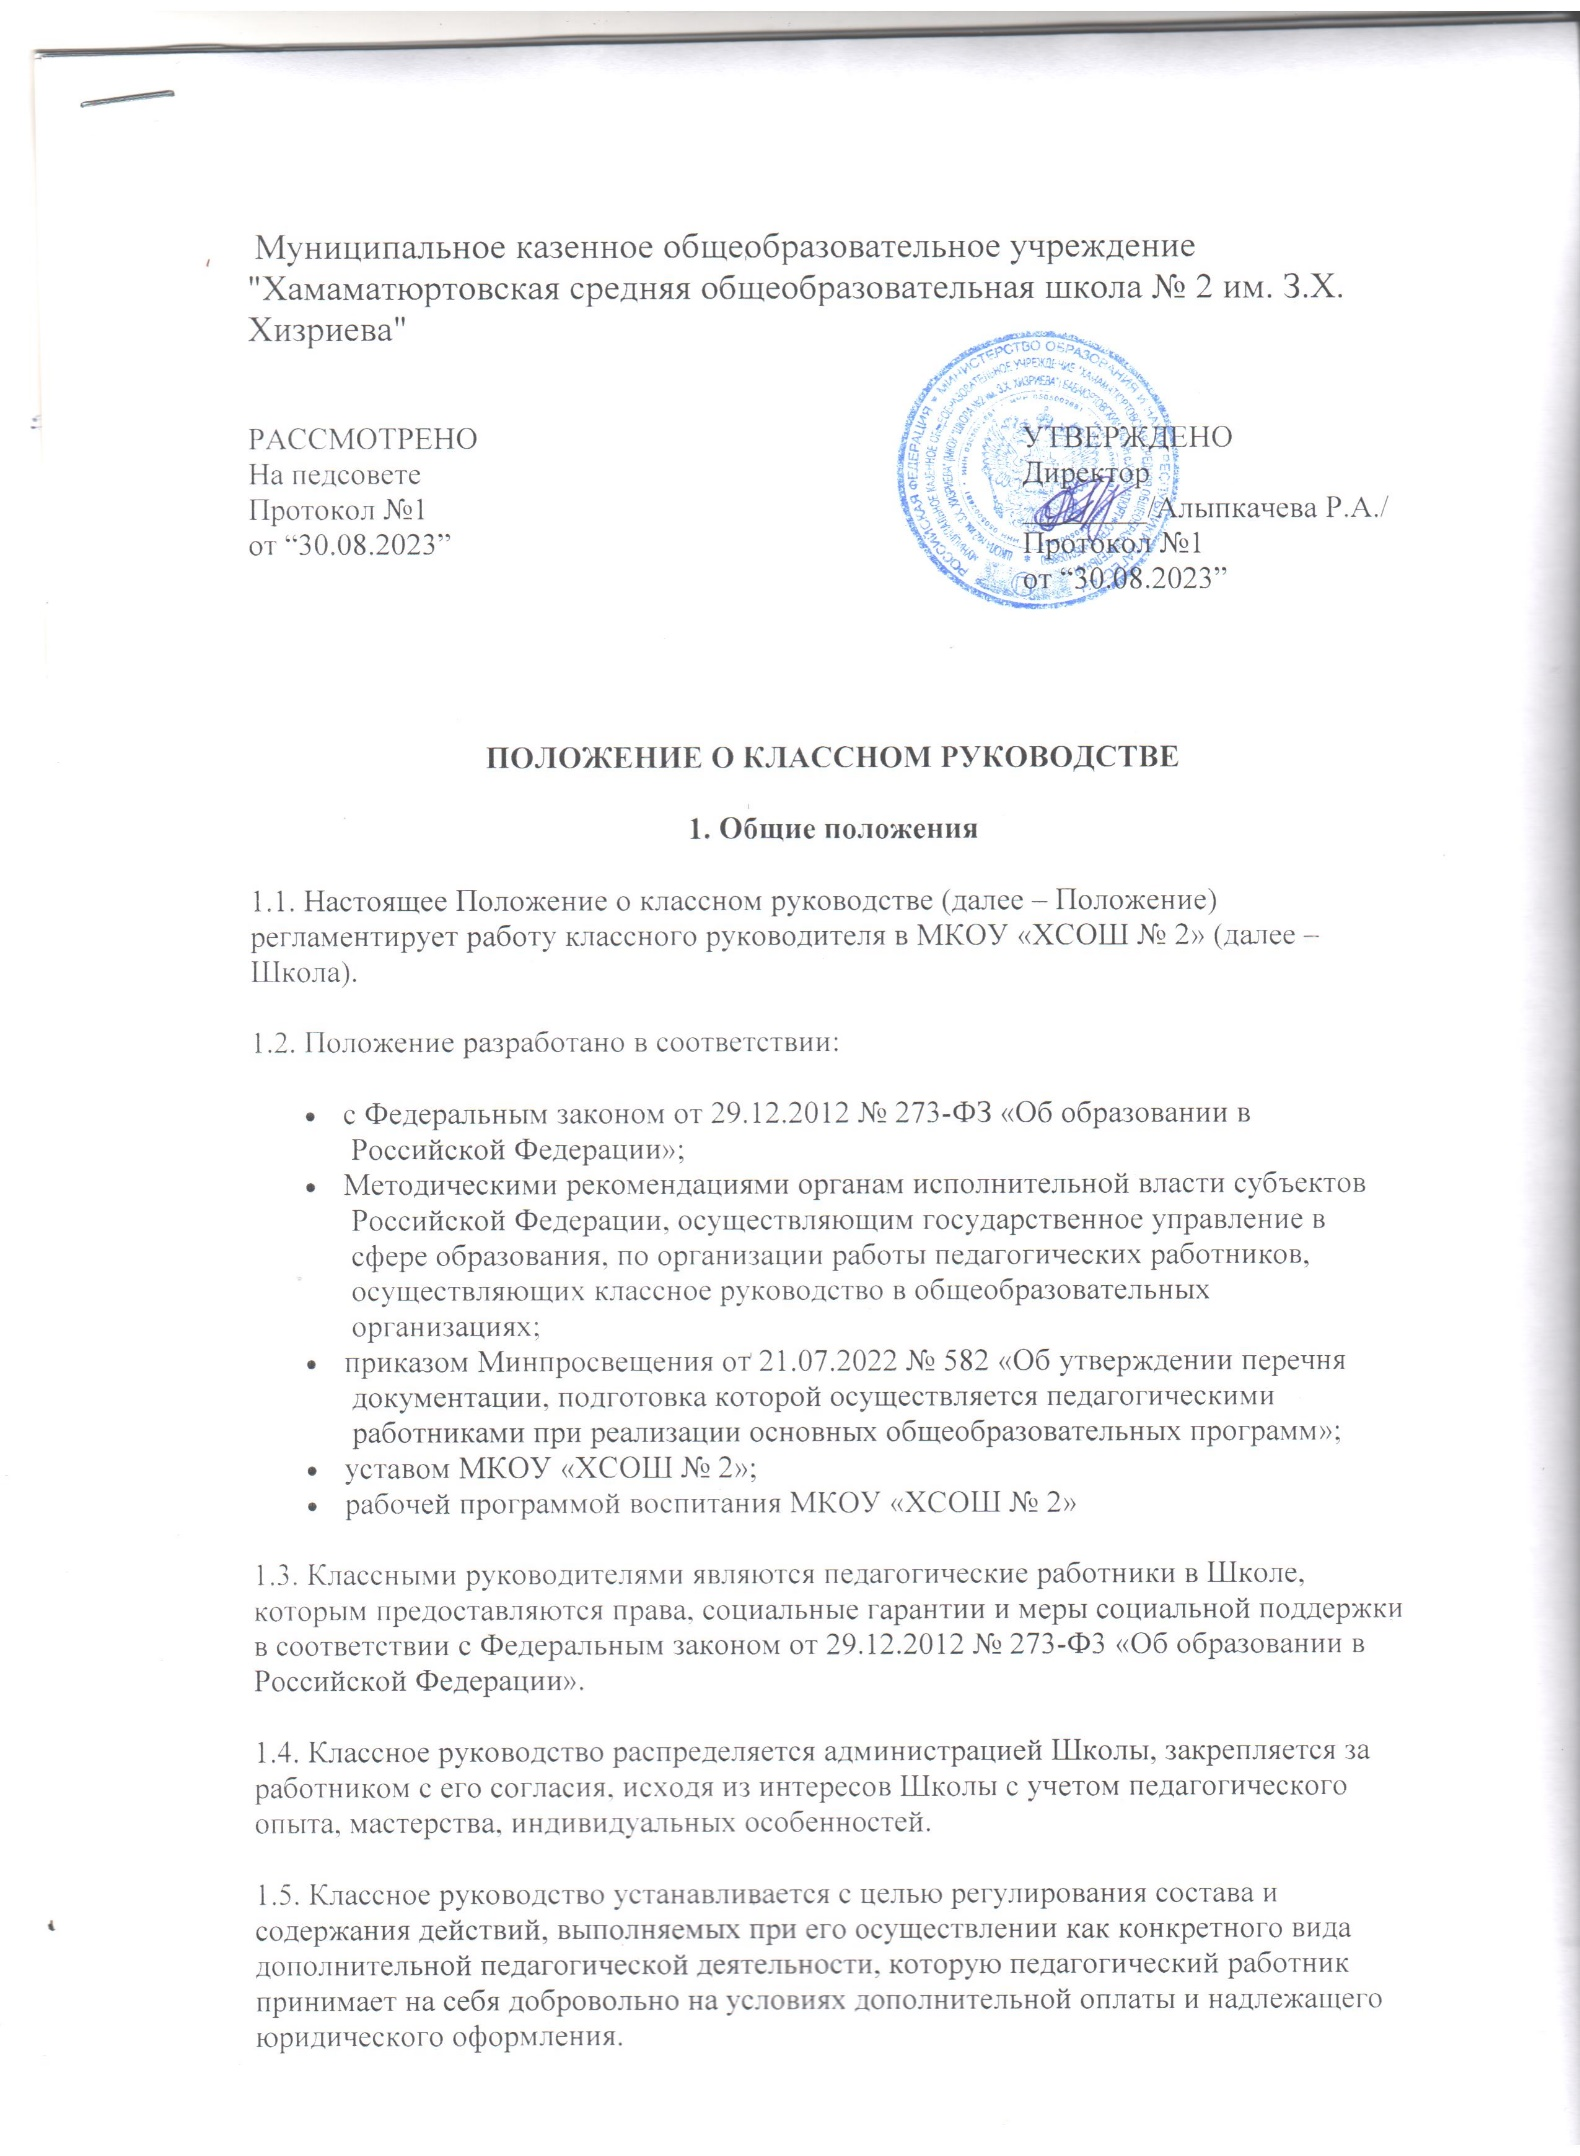 Муниципальное казенное общеобразовательное учреждение
"Хамаматюртовская средняя общеобразовательная школа № 2 им. З.Х.
Хизриева"
РАССМОТРЕНО
На педсовете
Протокол №1
от “30.08.2023”
УТВЕРЖДЕНО
Директор
_________/Алыпкачева Р.А./
Протокол №1
от “30.08.2023”
РОССИЙСКАЯ ФЕДЕРАЦИЯ МИНИСТЕРСТВО ОБРАЗОВАНИЯ И
ПОЛОЖЕНИЕ О КЛАССНОМ РУКОВОДСТВЕ
1. Общие положения
1.1. Настоящее Положение о классном руководстве (далее – Положение)
регламентирует работу классного руководителя в МКОУ «ХСОШ № 2» (далее –
Школа).
1.2. Положение разработано в соответствии:
• с Федеральным законом от 29.12.2012 № 273-ФЗ «Об образовании в
Российской Федерации»;
• Методическими рекомендациями органам исполнительной власти субъектов
Российской Федерации, осуществляющим государственное управление в
сфере образования, по организации работы педагогических работников,
осуществляющих классное руководство в общеобразовательных
организациях;
• приказом Минпросвещения от 21.07.2022 № 582 «Об утверждении перечня
документации, подготовка которой осуществляется педагогическими
работниками при реализации основных общеобразовательных программ»;
• уставом МКОУ «ХСОШ № 2»;
• рабочей программой воспитания МКОУ «ХСОШ № 2»
1.3. Классными руководителями являются педагогические работники в Школе,
которым предоставляются права, социальные гарантии и меры социальной поддержки
в соответствии с Федеральным законом от 29.12.2012 № 273-ФЗ «Об образовании в
Российской Федерации».
1.4. Классное руководство распределяется администрацией Школы, закрепляется за
работником с его согласия, исходя из интересов Школы с учетом педагогического
опыта, мастерства, индивидуальных особенностей.
1.5. Классное руководство устанавливается с целью регулирования состава и
содержания действий, выполняемых при его осуществлении как конкретного вида
дополнительной педагогической деятельности, которую педагогический работник
принимает на себя добровольно на условиях дополнительной оплаты и надлежащего
юридического оформления.